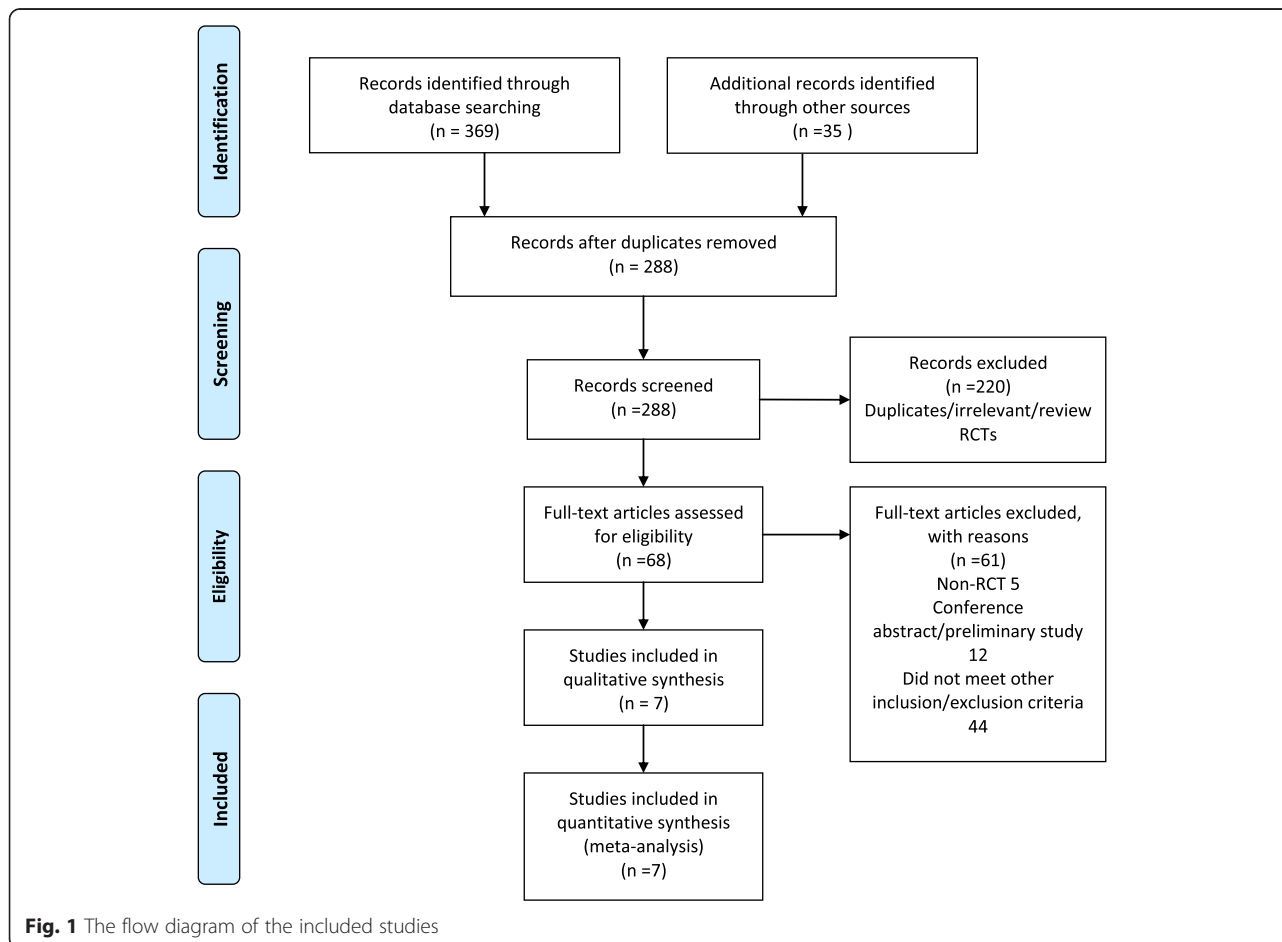 Identification
Records identified through
database searching
(n = 369)
Additional records identified
through other sources
(n =35 )
Records after duplicates removed
(n = 288)
Screening
Records screened
(n =288)
Records excluded
(n =220)
Duplicates/irrelevant/review
RCTs
Eligibility
Full-text articles assessed
for eligibility
(n =68)
Full-text articles excluded,
with reasons
(n =61)
Non-RCT 5
Conference
abstract/preliminary study
12
Did not meet other
inclusion/exclusion criteria
44
Studies included in
qualitative synthesis
(n = 7)
Included
Studies included in
quantitative synthesis
(meta-analysis)
(n =7)
Fig. 1 The flow diagram of the included studies